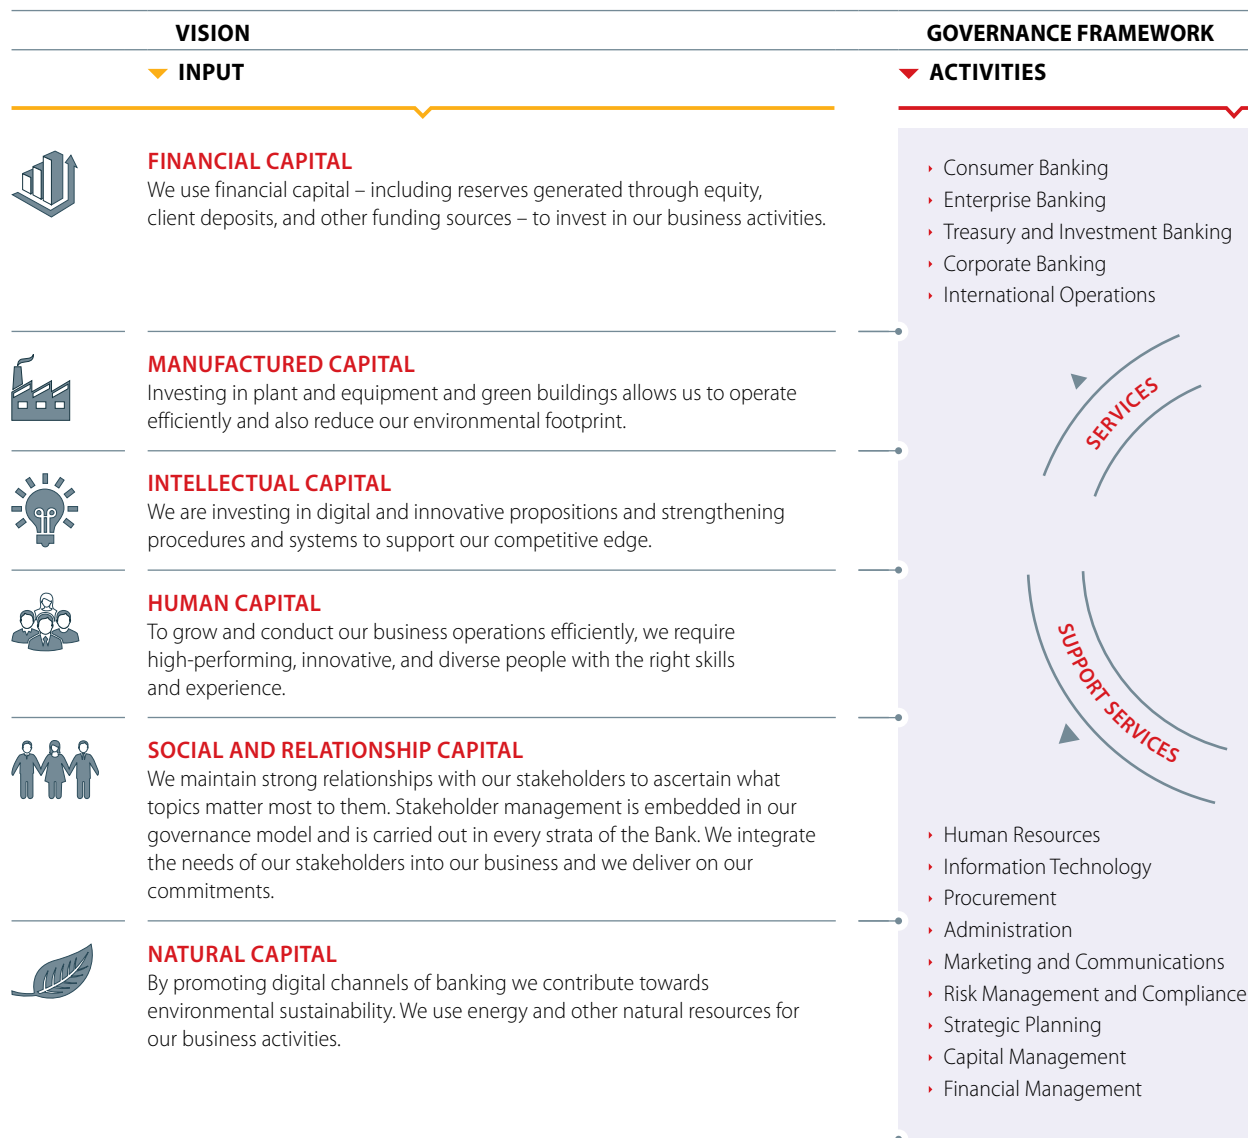 VISION
GOVERNANCE FRAMEWORK
INPUT
ACTIVITIES
FINANCIAL CAPITAL
We use financial capital – including reserves generated through equity,
client deposits, and other funding sources – to invest in our business activities.
MANUFACTURED CAPITAL
Investing in plant and equipment and green buildings allows us to operate
efficiently and also reduce our environmental footprint.
INTELLECTUAL CAPITAL
We are investing in digital and innovative propositions and strengthening
procedures and systems to support our competitive edge.
HUMAN CAPITAL
To grow and conduct our business operations efficiently, we require
high-performing, innovative, and diverse people with the right skills
and experience.
SOCIAL AND RELATIONSHIP CAPITAL
We maintain strong relationships with our stakeholders to ascertain what
topics matter most to them. Stakeholder management is embedded in our
governance model and is carried out in every strata of the Bank. We integrate
the needs of our stakeholders into our business and we deliver on our
commitments.
NATURAL CAPITAL
By promoting digital channels of banking we contribute towards
environmental sustainability. We use energy and other natural resources for
our business activities.
Consumer Banking
Enterprise Banking
Treasury and Investment Banking
Corporate Banking
International Operations
SERVICES
SUPPORT SERVICES
Human Resources
Information Technology
Procurement
Administration
Marketing and Communications
Risk Management and Compliance
Strategic Planning
Capital Management
Financial Management